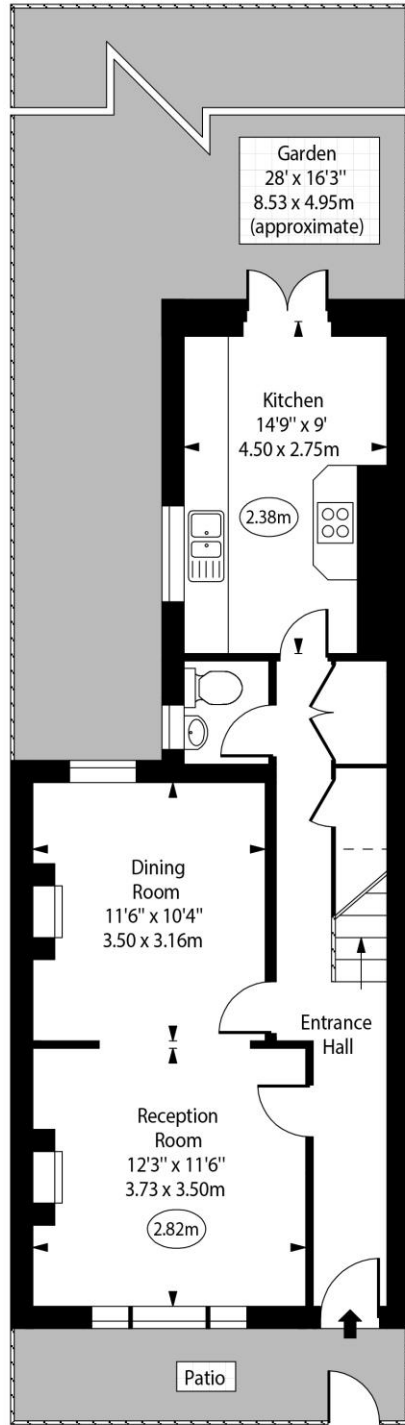 Garden
28' x 16'3"
8.53 x 4.95m
(approximate)
Kitchen
14'9" x 9'
4.50 x 2.75m
2.38m
Dining
Room
11'6" x 10'4"
3.50 x 3.16m
Entrance
Hall
Reception
Room
12'3" x 11'6"
3.73 x 3.50m
2.82m
Patio